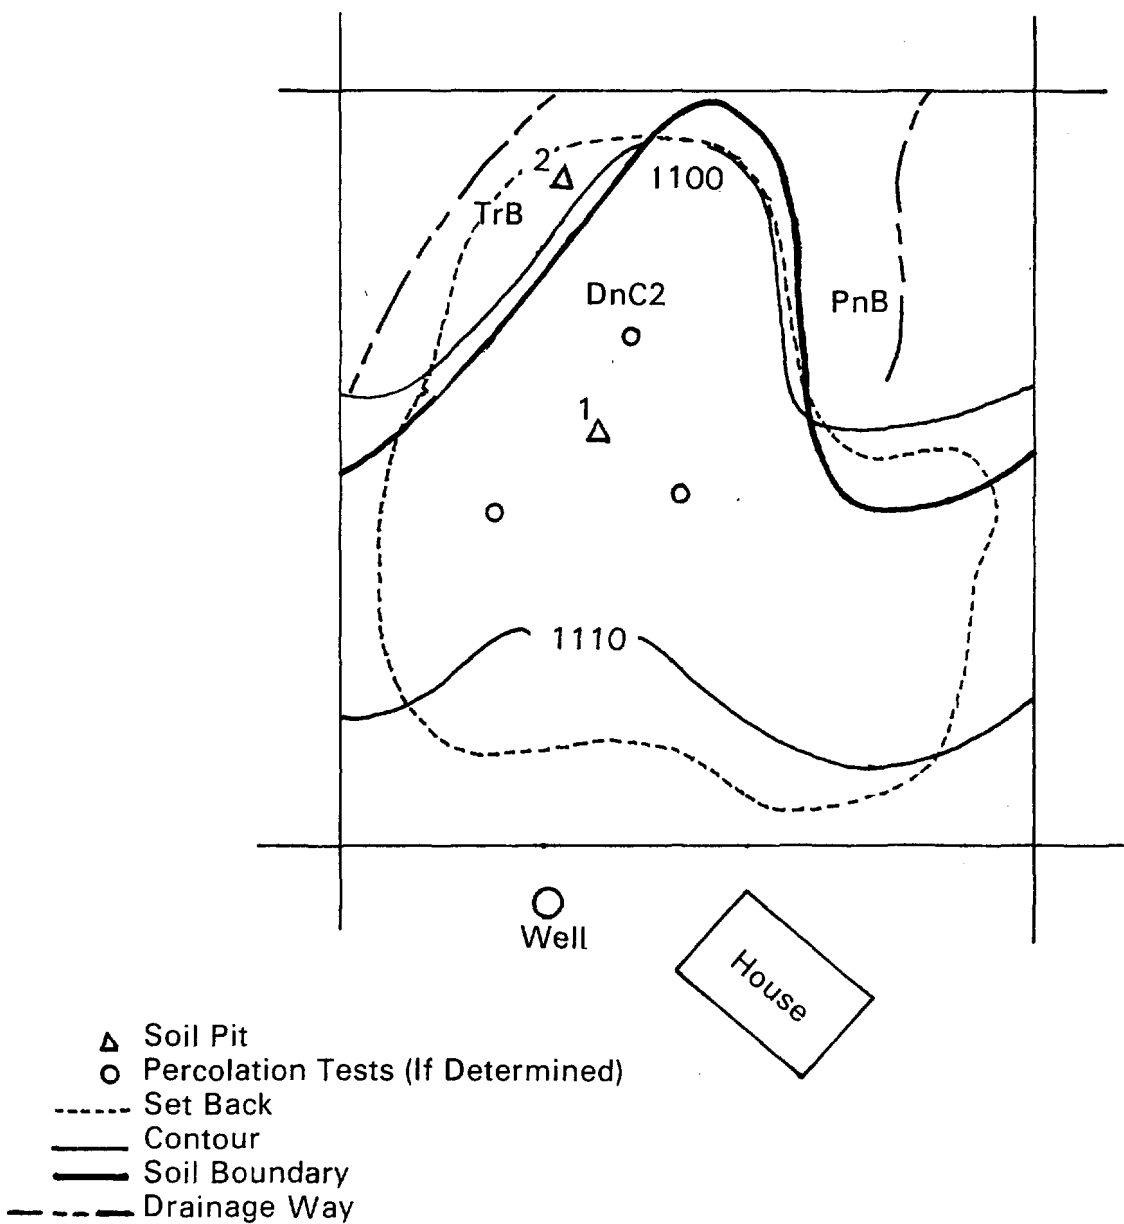 2
1100
TrB
DnC2
PnB
1
1110
Well
House
Soil Pit
Percolation Tests (If Determined)
Set Back
Contour
Soil Boundary
Drainage Way